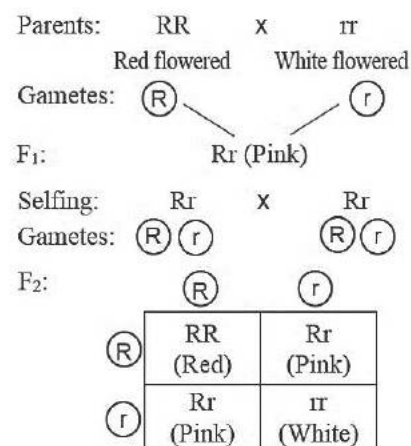 Parents: RR x rr
Red flowered White flowered
Gametes: R r
F₁: Rr (Pink)
Selfing: Rr x Rr
Gametes: R r R r
F₂: R r
R RR Rr
(Red) (Pink)
r Rr rr
(Pink) (White)